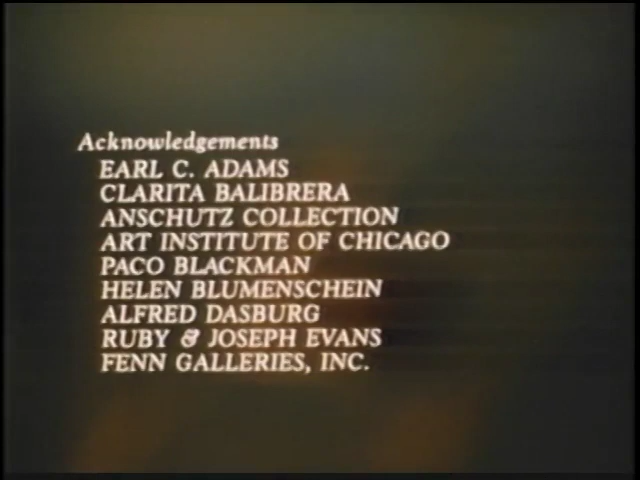 Acknowledgements
EARL C. ADAMS
CLARITA BALIBRERA
ANSCHUTZ COLLECTION
ART INSTITUTE OF CHICAGO
PACO BLACKMAN
HELEN BLUMENSCHEIN
ALFRED DASBURG
RUBY & JOSEPH EVANS
FENN GALLERIES, INC.